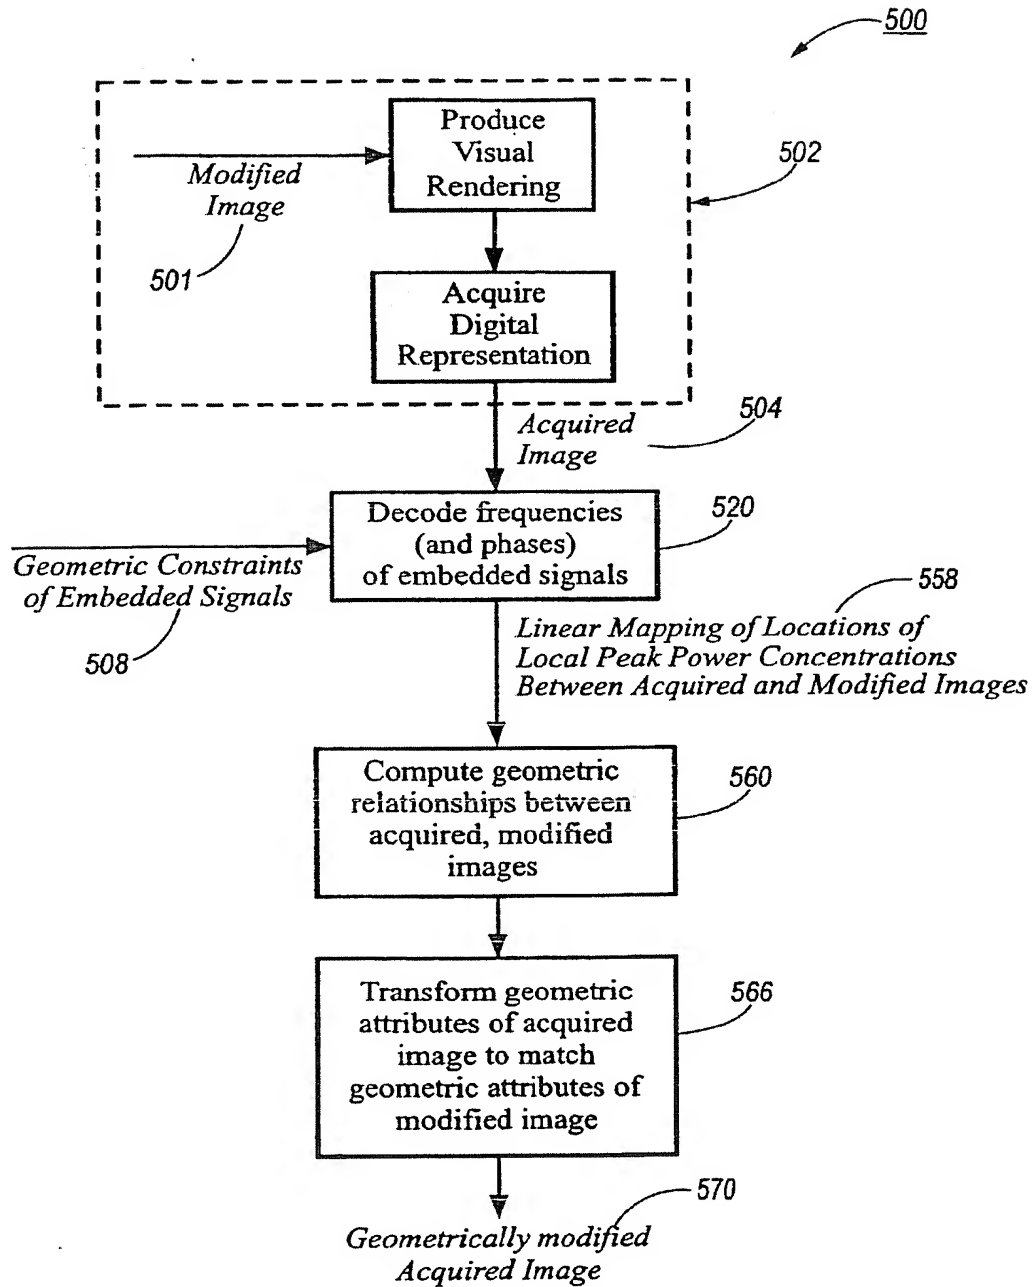 500
Produce
Visual
Rendering
502
Modified
Image
501
Acquire
Digital
Representation
504
Acquired
Image
Decode frequencies
(and phases)
of embedded signals
520
Geometric Constraints
of Embedded Signals
508
558
Linear Mapping of Locations of
Local Peak Power Concentrations
Between Acquired and Modified Images
Compute geometric
relationships between
acquired, modified
images
560
Transform geometric
attributes of acquired
image to match
geometric attributes of
modified image
566
570
Geometrically modified
Acquired Image